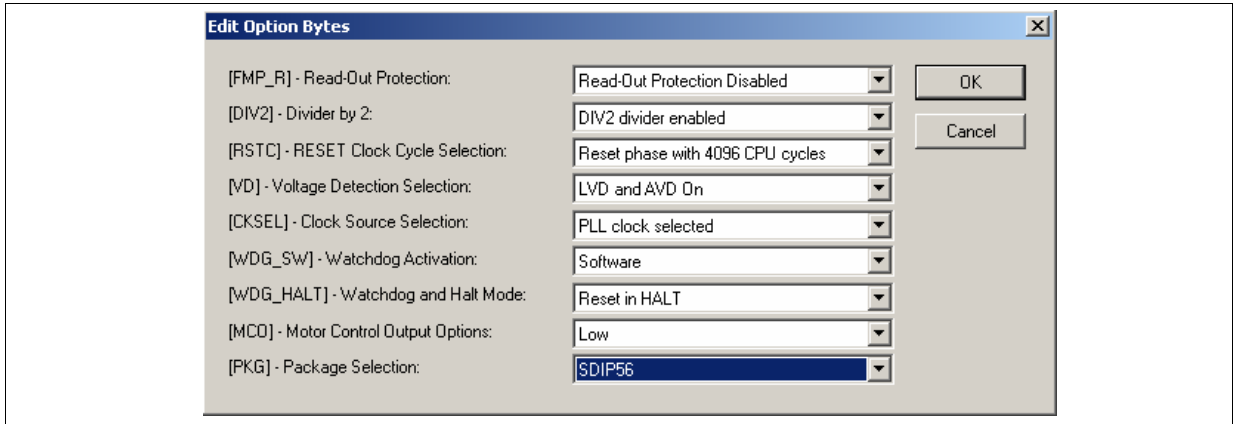 Edit Option Bytes
[FMP_R] - Read-Out Protection: Read-Out Protection Disabled OK
[DIV2] - Divider by 2: DIV2 divider enabled Cancel
[RSTC] - RESET Clock Cycle Selection: Reset phase with 4096 CPU cycles
[VD] - Voltage Detection Selection: LVD and AVD On
[CKSEL] - Clock Source Selection: PLL clock selected
[WDG_SW] - Watchdog Activation: Software
[WDG_HALT] - Watchdog and Halt Mode: Reset in HALT
[MCO] - Motor Control Output Options: Low
[PKG] - Package Selection: SDIP56